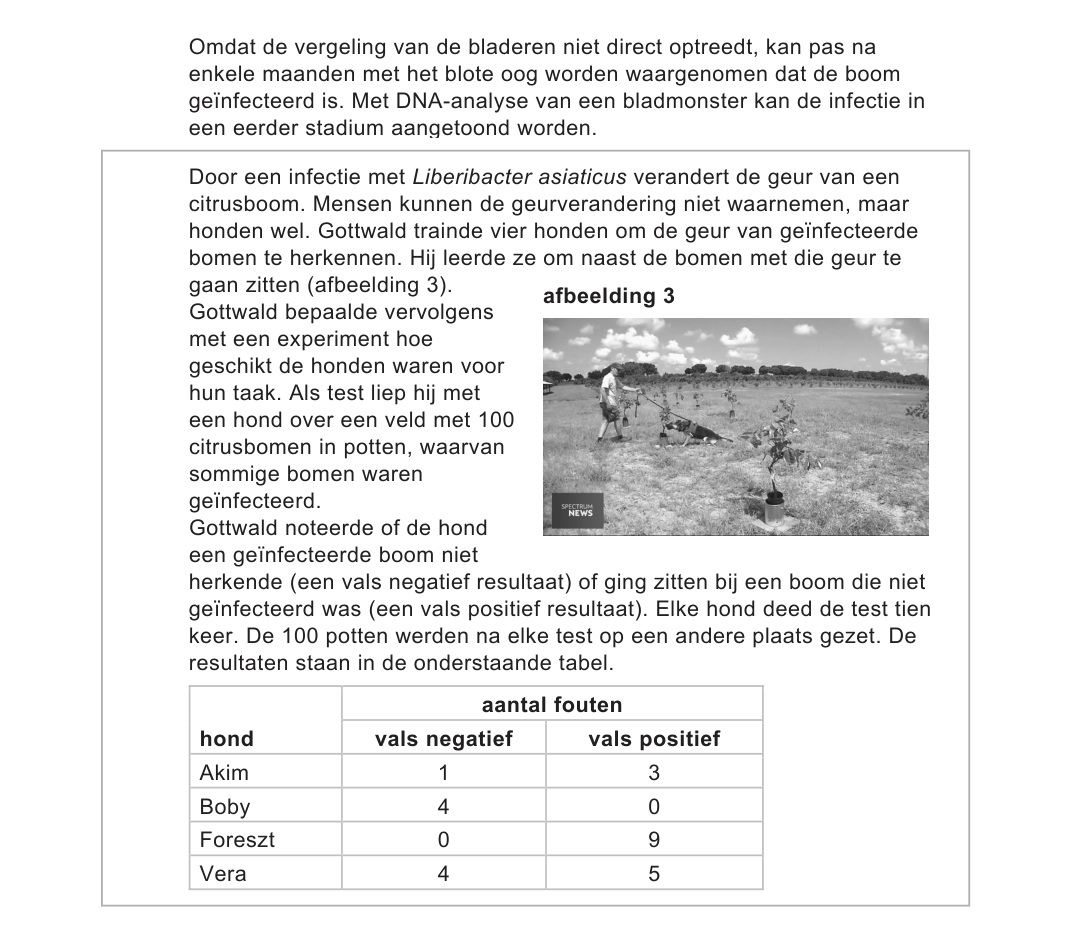 Omdat de vergeling van de bladeren niet direct optreedt, kan pas na
enkele maanden met het blote oog worden waargenomen dat de boom
geïnfecteerd is. Met DNA-analyse van een bladmonster kan de infectie in
een eerder stadium aangetoond worden.
Door een infectie met Liberibacter asiaticus verandert de geur van een
citrusboom. Mensen kunnen de geurverandering niet waarnemen, maar
honden wel. Gottwald trainde vier honden om de geur van geïnfecteerde
bomen te herkennen. Hij leerde ze om naast de bomen met die geur te
gaan zitten (afbeelding 3).
Gottwald bepaalde vervolgens
met een experiment hoe
geschikt de honden waren voor
hun taak. Als test liep hij met
een hond over een veld met 100
citrusbomen in potten, waarvan
sommige bomen waren
geïnfecteerd.
Gottwald noteerde of de hond
een geïnfecteerde boom niet
afbeelding 3
SPECTRUM
NEWS
herkende (een vals negatief resultaat) of ging zitten bij een boom die niet
geïnfecteerd was (een vals positief resultaat). Elke hond deed de test tien
keer. De 100 potten werden na elke test op een andere plaats gezet. De
resultaten staan in de onderstaande tabel.
aantal fouten
hond vals negatief vals positief
Akim 1 3
Boby 4 0
Foreszt 0 9
Vera 4 5